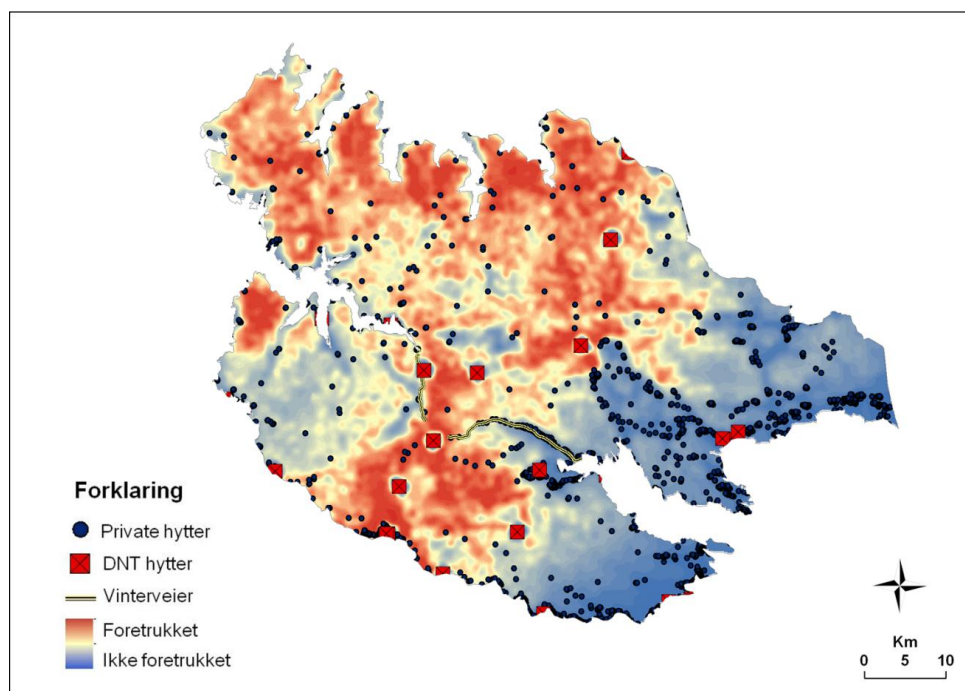 Forklaring
Private hytter
DNT hytter
Vinterveier
Foretrukket
Ikke foretrukket
Km
0 5 10